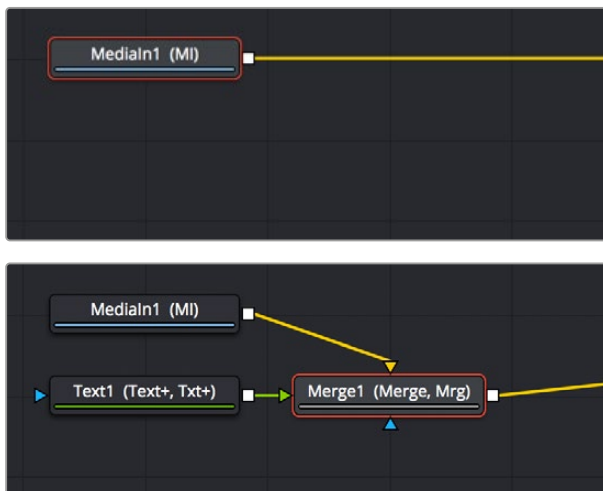 MediaIn1 (MI)
MediaIn1 (MI)
Text1 (Text+, Txt+)
Merge1 (Merge, Mrg)